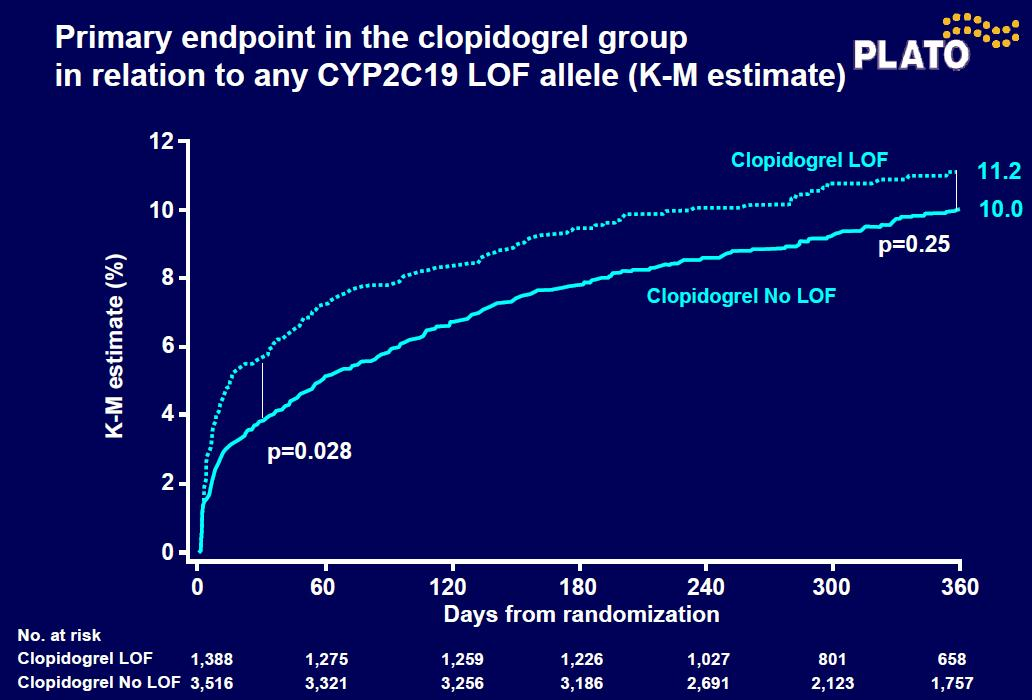 Primary endpoint in the clopidogrel group
in relation to any CYP2C19 LOF allele (K-M estimate)
PLATO
12
10
8
6
4
2
0
K-M estimate (%)
Clopidogrel LOF
11.2
10.0
p=0.25
Clopidogrel No LOF
p=0.028
0 60 120 180 240 300 360
Days from randomization
No. at risk
Clopidogrel LOF 1,388 1,275 1,259 1,226 1,027 801 658
Clopidogrel No LOF 3,516 3,321 3,256 3,186 2,691 2,123 1,757